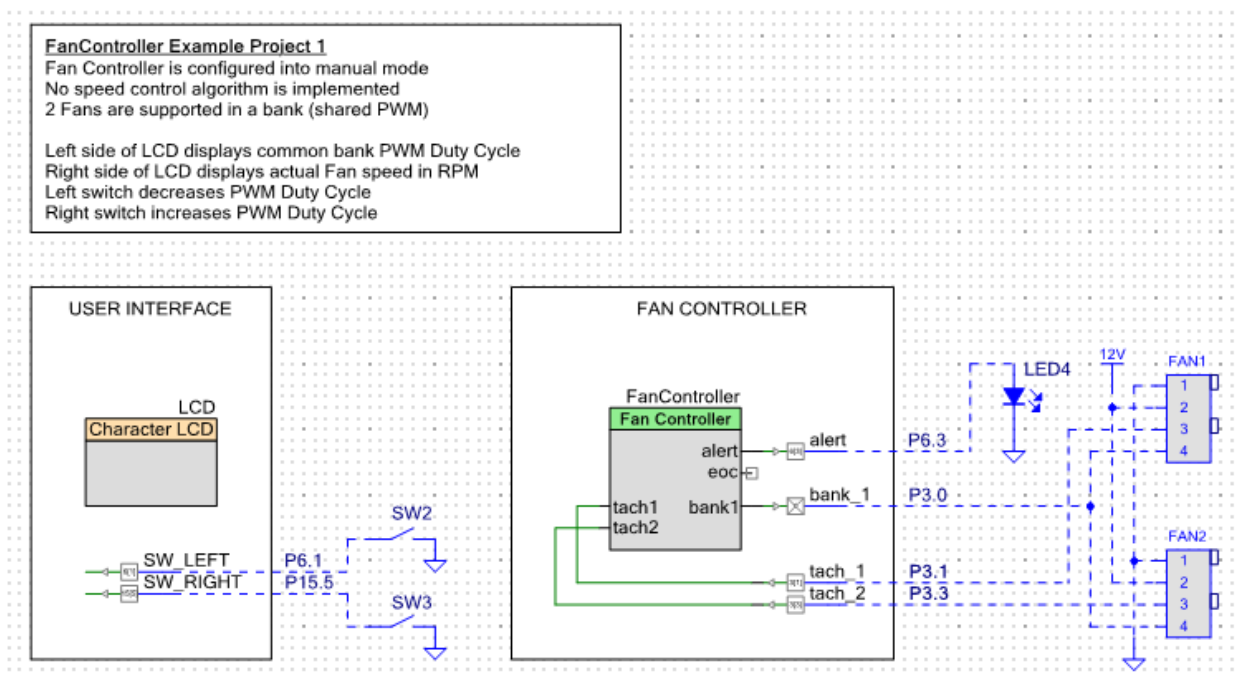 FanController Example Project 1
Fan Controller is configured into manual mode
No speed control algorithm is implemented
2 Fans are supported in a bank (shared PWM)
Left side of LCD displays common bank PWM Duty Cycle
Right side of LCD displays actual Fan speed in RPM
Left switch decreases PWM Duty Cycle
Right switch increases PWM Duty Cycle
USER INTERFACE
LCD
Character LCD
SW2
SW_LEFT
P6.1
SW_RIGHT
P15.5
SW3
FAN CONTROLLER
FanController
Fan Controller
alert
eoc
tach1
bank1
tach2
alert
P6.3
bank_1
P3.0
tach_1
P3.1
tach_2
P3.3
LED4
12V
FAN1
1
2
3
4
FAN2
1
2
3
4